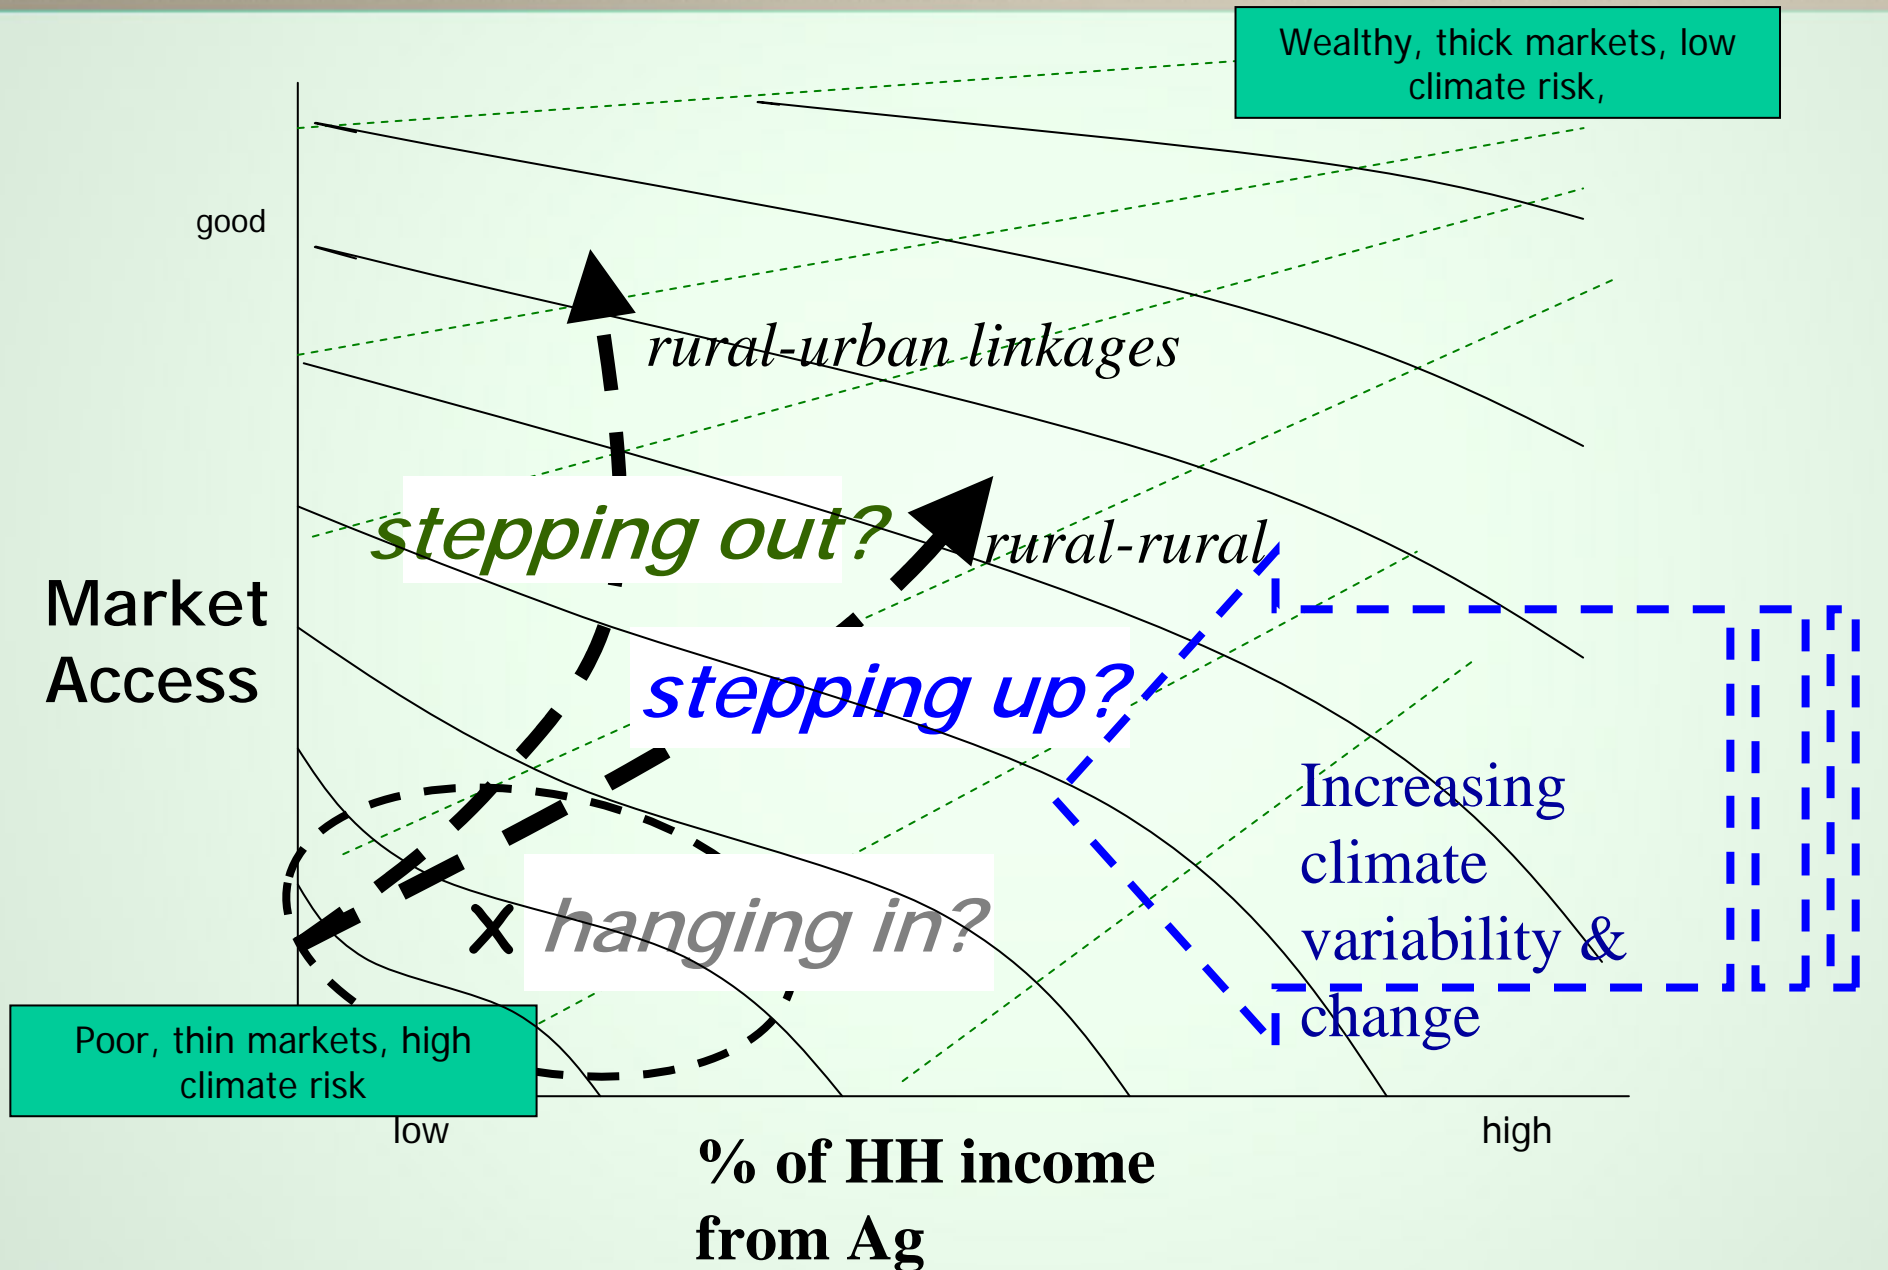 Wealthy, thick markets, low
climate risk,
good
rural-urban linkages
stepping out?
rural-rural
Market
Access
stepping up?
Increasing
climate
variability &
change
x hanging in?
Poor, thin markets, high
climate risk
low
high
% of HH income
from Ag